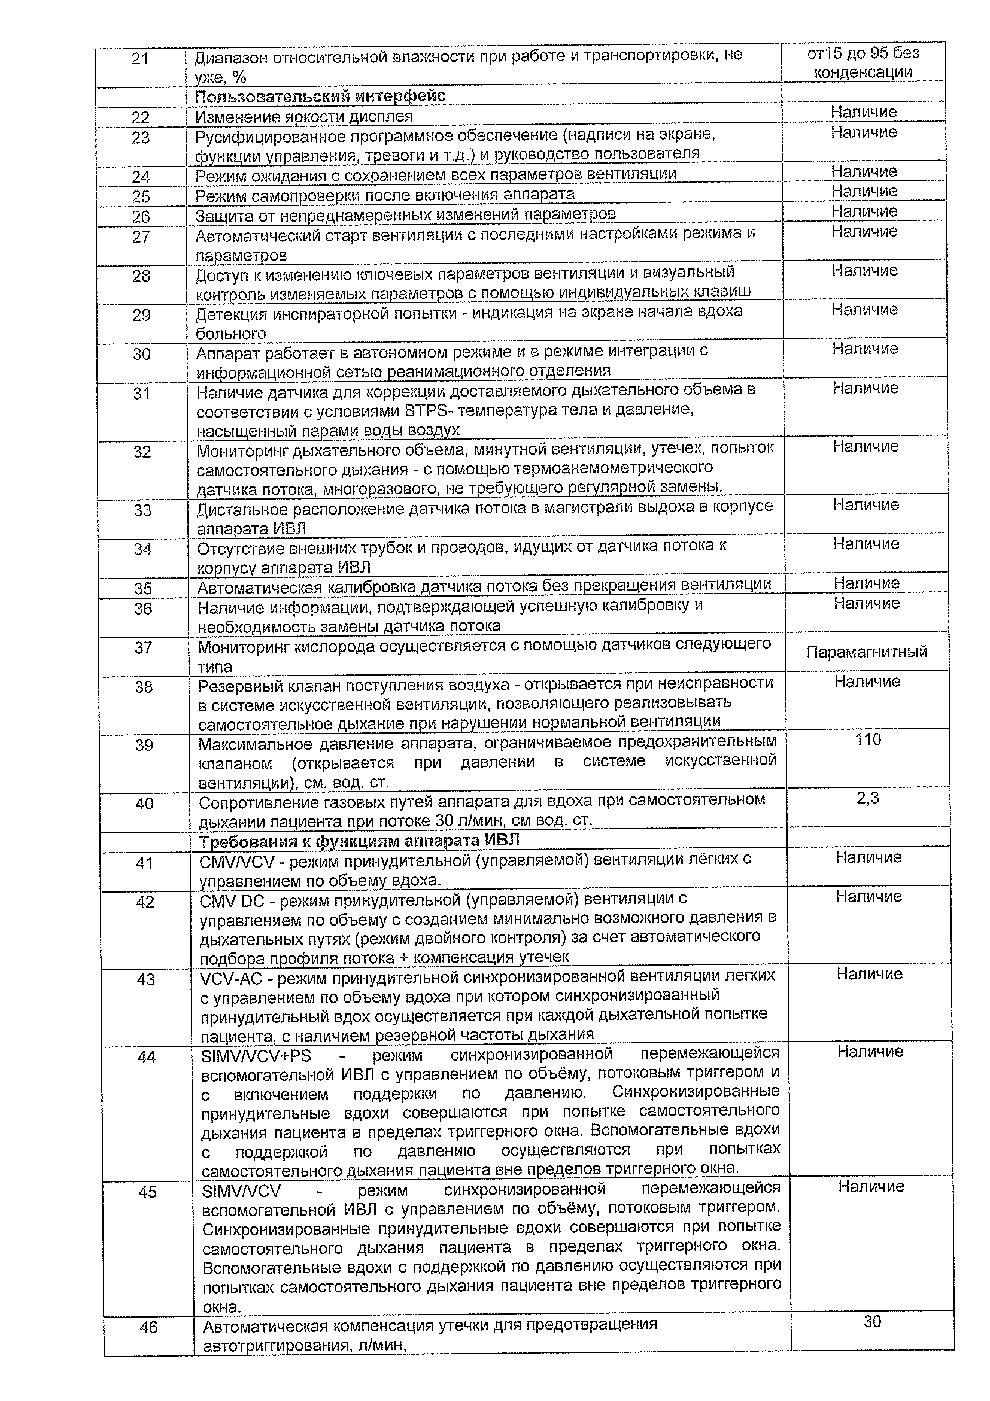 21 Диапазон относительной влажности при работе и транспортировки, не от15 до 95 без
уже, % конденсации
Пользовательский интерфейс
22 Изменение яркости дисплея Наличие
23 Русифицированное программное обеспечение (надписи на экране, Наличие
функции управления, тревоги и т.д.) и руководство пользователя
24 Режим ожидания с сохранением всех параметров вентиляции Наличие
25 Режим самопроверки после включения аппарата Наличие
26 Защита от непреднамеренных изменений параметров Наличие
27 Автоматический старт вентиляции с последними настройками режима и Наличие
параметров
28 Доступ к изменению ключевых параметров вентиляции и визуальный Наличие
контроль изменяемых параметров с помощью индивидуальных клавиш
29 Детекция инспираторной попытки - индикация на экране начала вдоха Наличие
больного
30 Аппарат работает в автономном режиме и в режиме интеграции с Наличие
информационной сетью реанимационного отделения
31 Наличие датчика для коррекции доставляемого дыхательного объема в Наличие
соответствии с условиями BTPS- температура тела и давление,
насыщенный парами воды воздух
32 Мониторинг дыхательного объема, минутной вентиляции, утечек, попыток Наличие
самостоятельного дыхания - с помощью термоанемометрического
датчика потока, многоразового, не требующего регулярной замены.
33 Дистальное расположение датчика потока в магистрали выдоха в корпусе Наличие
аппарата ИВЛ
34 Отсутствие внешних трубок и проводов, идущих от датчика потока к Наличие
корпусу аппарата ИВЛ
35 Автоматическая калибровка датчика потока без прекращения вентиляции Наличие
36 Наличие информации, подтверждающей успешную калибровку и Наличие
необходимость замены датчика потока
37 Мониторинг кислорода осуществляется с помощью датчиков следующего Парамагнитный
типа
38 Резервный клапан поступления воздуха - открывается при неисправности Наличие
в системе искусственной вентиляции, позволяющего реализовывать
самостоятельное дыхание при нарушении нормальной вентиляции
39 Максимальное давление аппарата, ограничиваемое предохранительным 110
клапаном (открывается при давлении в системе искусственной
вентиляции), см. вод. ст.
40 Сопротивление газовых путей аппарата для вдоха при самостоятельном 2,3
дыхании пациента при потоке 30 л/мин, см вод. ст.
Требования к функциям аппарата ИВЛ
41 CMV/VCV - режим принудительной (управляемой) вентиляции лёгких с Наличие
управлением по объему вдоха.
42 CMV DC - режим принудительной (управляемой) вентиляции с Наличие
управлением по объему с созданием минимально возможного давления в
дыхательных путях (режим двойного контроля) за счет автоматического
подбора профиля потока + компенсация утечек
43 VCV-AC - режим принудительной синхронизированной вентиляции легких Наличие
с управлением по объему вдоха при котором синхронизированный
принудительный вдох осуществляется при каждой дыхательной попытке
пациента, с наличием резервной частоты дыхания
44 SIMV/VCV+PS - режим синхронизированной перемежающейся Наличие
вспомогательной ИВЛ с управлением по объёму, потоковым триггером и
с включением поддержки по давлению. Синхронизированные
принудительные вдохи совершаются при попытке самостоятельного
дыхания пациента в пределах триггерного окна. Вспомогательные вдохи
с поддержкой по давлению осуществляются при попытках
самостоятельного дыхания пациента вне пределов триггерного окна.
45 SIMV/VCV - режим синхронизированной перемежающейся Наличие
вспомогательной ИВЛ с управлением по объёму, потоковым триггером.
Синхронизированные принудительные вдохи совершаются при попытке
самостоятельного дыхания пациента в пределах триггерного окна.
Вспомогательные вдохи с поддержкой по давлению осуществляются при
попытках самостоятельного дыхания пациента вне пределов триггерного
окна.
46 Автоматическая компенсация утечки для предотвращения 30
автотриггирования, л/мин,